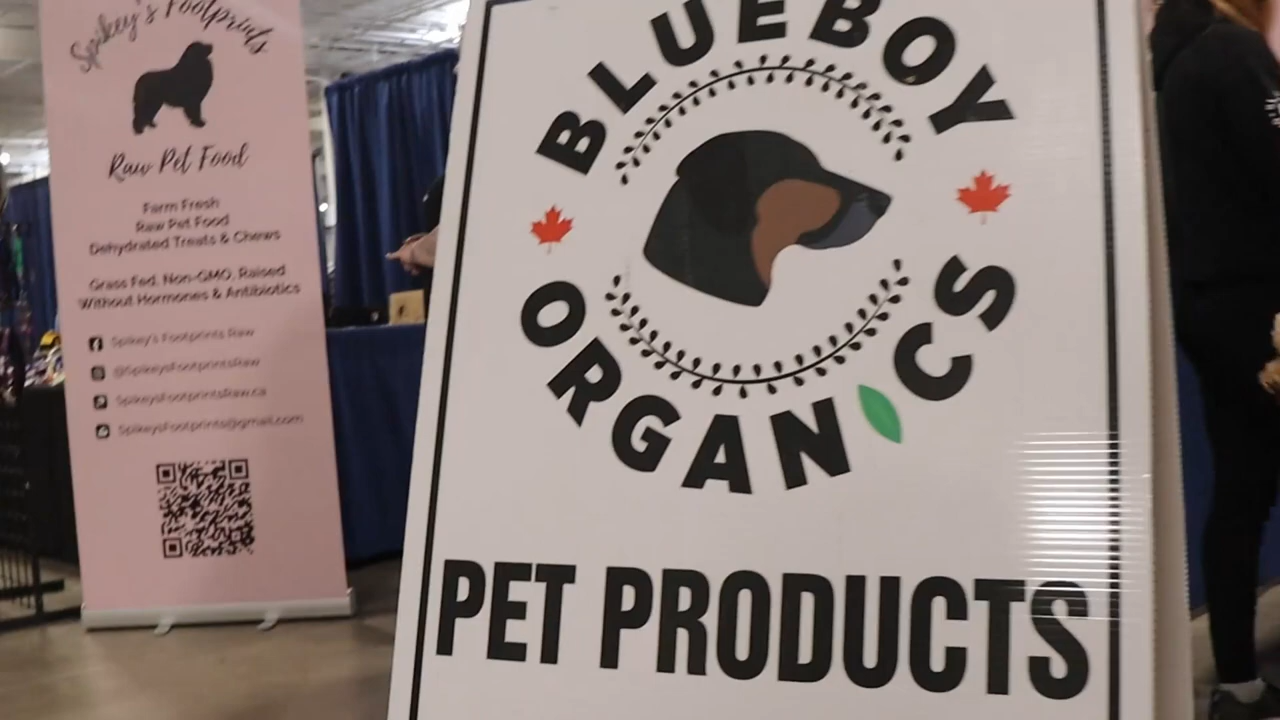 Spikey's Footprints
Raw Pet Food
Farm Fresh
Raw Pet Food
Dehydrated Treats & Chews
Grass Fed, Non-GMO, Raised
Without Hormones & Antibiotics
Spikey's Footprints Raw
@SpikeysFootprintsRaw
SpikeysFootprintsRaw.ca
SpikeysFootprints@gmail.com
BLUEBOY
ORGANICS
PET PRODUCTS